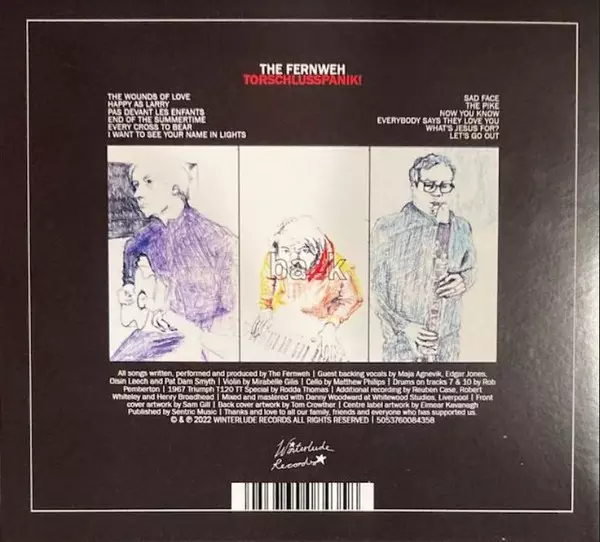 THE FERNWEH
TORSCHLUSSPANIK!
THE WOUNDS OF LOVE
HAPPY AS LARRY
PAS DEVANT LES ENFANTS
END OF THE SUMMERTIME
EVERY CROSS TO BEAR
I WANT TO SEE YOUR NAME IN LIGHTS
SAD FACE
THE PIKE
NOW YOU KNOW
EVERYBODY SAYS THEY LOVE YOU
WHAT'S JESUS FOR?
LET'S GO OUT
All songs written, performed and produced by The Fernweh | Guest backing vocals by Maja Agnevik, Edgar Jones,
Oisin Leech and Pat Dam Smyth | Violin by Mirabelle Gilis | Cello by Matthew Philips | Drums on tracks 7 & 10 by Rob
Pemberton | 1967 Triumph T120 TT Special by Rodda Thomas | Additional recording by Reuben Case, Robert
Whiteley and Henry Broadhead | Mixed and mastered with Danny Woodward at Whitewood Studios, Liverpool | Front
cover artwork by Sam Gill | Back cover artwork by Tom Crowther | Centre label artwork by Eimear Kavanagh
Published by Sentric Music | Thanks and love to all our family, friends and everyone who has supported us.
© & ℗ 2022 WINTERLUDE RECORDS ALL RIGHTS RESERVED | 5053760084358
Winterlude
Records